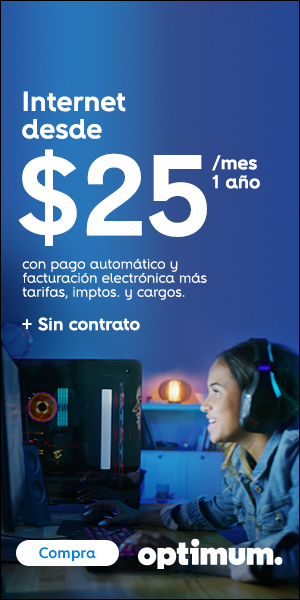 Internet
desde
$25
/mes
1 año
con pago automático y
facturación electrónica más
tarifas, imptos. y cargos.
+ Sin contrato
Compra
optimum.